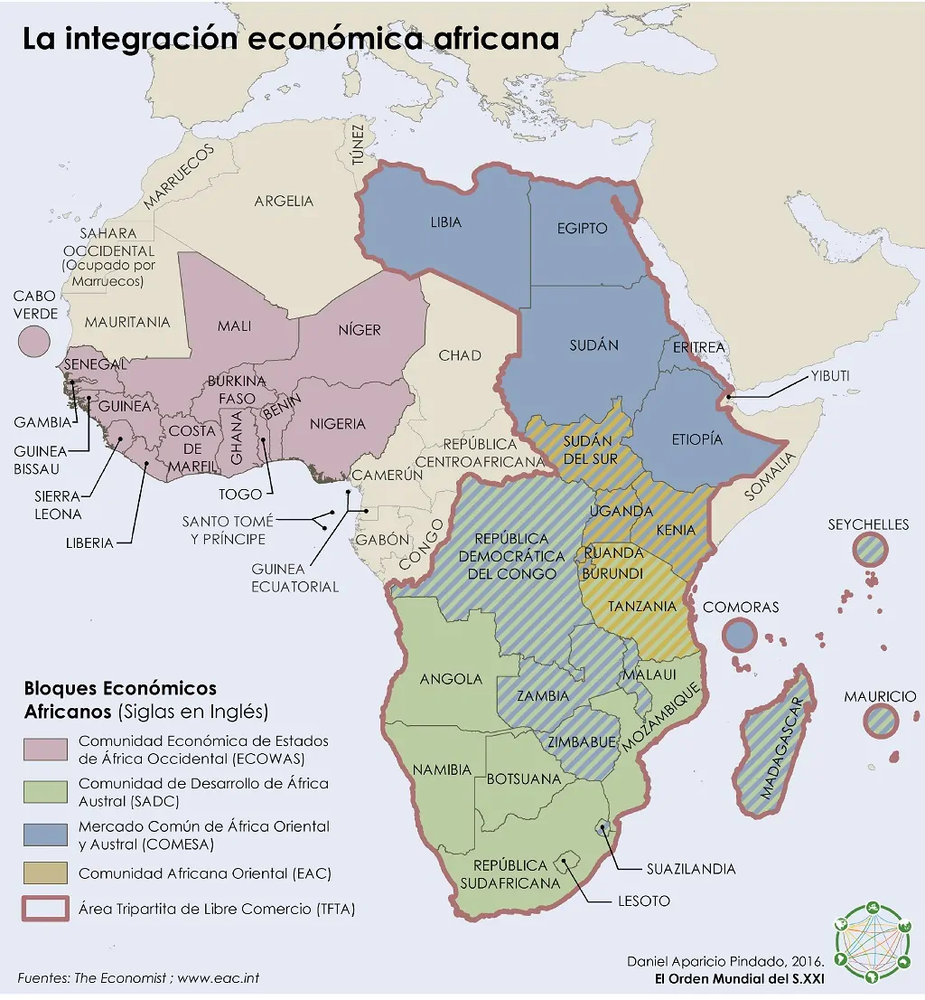 La integración económica africana
TÚNEZ
MARRUECOS
ARGELIA
LIBIA
EGIPTO
SAHARA
OCCIDENTAL
(Ocupado por
Marruecos)
CABO
VERDE
MAURITANIA
MALI
NÍGER
CHAD
SUDÁN
ERITREA
YIBUTI
SENEGAL
BURKINA
FASO
BENIN
GUINEA
GAMBIA
COSTA
DE
MARFIL
GHANA
NIGERIA
GUINEA
BISSAU
SIERRA
LEONA
LIBERIA
TOGO
REPÚBLICA
CENTROAFRICANA
CAMERÚN
SUDÁN
DEL SUR
ETIOPÍA
SOMALIA
SANTO TOMÉ
Y PRÍNCIPE
GUINEA
ECUATORIAL
GABÓN
CONGO
REPÚBLICA
DEMOCRÁTICA
DEL CONGO
UGANDA
KENIA
RUANDA
BURUNDI
TANZANIA
SEYCHELLES
COMORAS
ANGOLA
ZAMBIA
MALAUI
MOZAMBIQUE
ZIMBABUE
MADAGASCAR
MAURICIO
NAMIBIA
BOTSUANA
REPÚBLICA
SUDAFRICANA
SUAZILANDIA
LESOTO
Bloques Económicos
Africanos (Siglas en Inglés)
Comunidad Económica de Estados
de África Occidental (ECOWAS)
Comunidad de Desarrollo de África
Austral (SADC)
Mercado Común de África Oriental
y Austral (COMESA)
Comunidad Africana Oriental (EAC)
Área Tripartita de Libre Comercio (TFTA)
Fuentes: The Economist ; www.eac.int
Daniel Aparicio Pindado, 2016.
El Orden Mundial del S.XXI